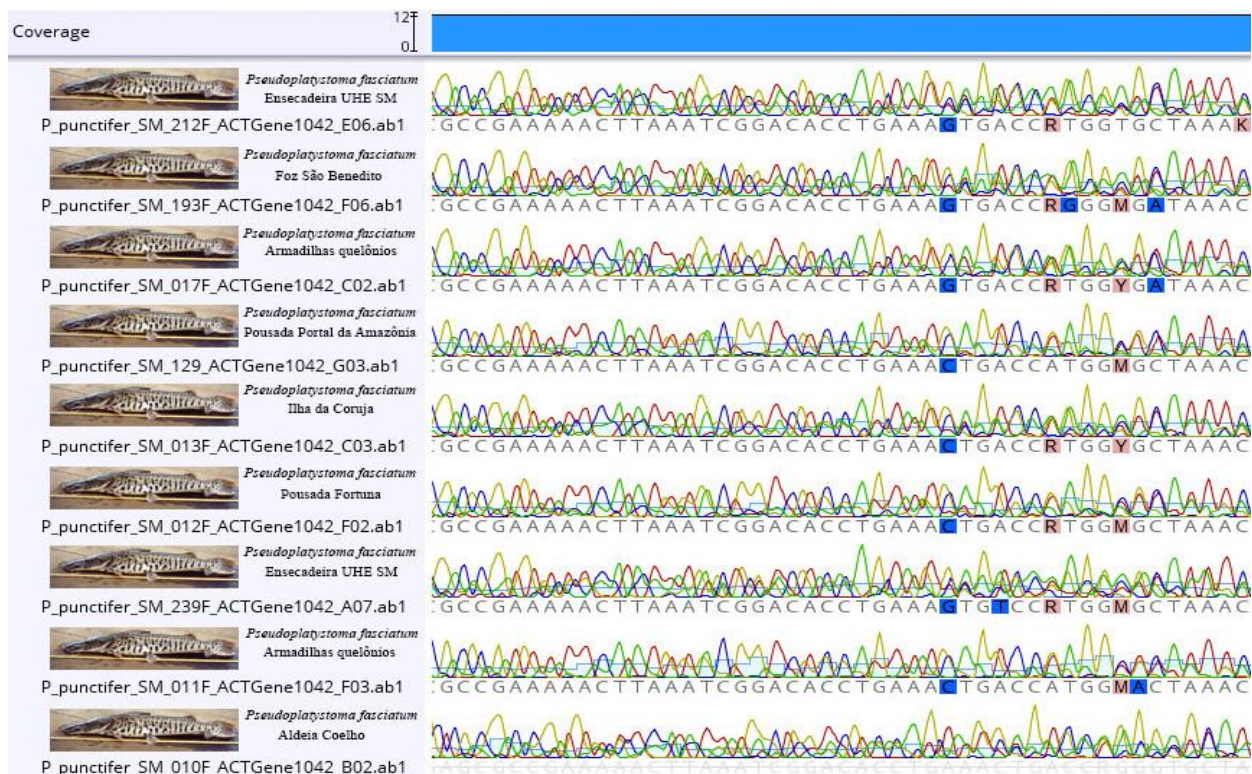 Coverage
12
0
Pseudoplatystoma fasciatum
Ensecadeira UHE SM
P_punctifer_SM_212F_ACTGene1042_E06.ab1
GCCGAAAAACTTAAATCGGACACCTGAAAGTGACCRTGGTGCTAAAK
Pseudoplatystoma fasciatum
Foz São Benedito
P_punctifer_SM_193F_ACTGene1042_F06.ab1
GCCGAAAAACTTAAATCGGACACCTGAAAGTGACCRGGGMGATAAAC
Pseudoplatystoma fasciatum
Armadilhas quelônios
P_punctifer_SM_017F_ACTGene1042_C02.ab1
GCCGAAAAACTTAAATCGGACACCTGAAAGTGACCRTGGYGATAAAC
Pseudoplatystoma fasciatum
Pousada Portal da Amazônia
P_punctifer_SM_129_ACTGene1042_G03.ab1
GCCGAAAAACTTAAATCGGACACCTGAAACTGACCATGGMGCTAAAC
Pseudoplatystoma fasciatum
Ilha da Coruja
P_punctifer_SM_013F_ACTGene1042_C03.ab1
GCCGAAAAACTTAAATCGGACACCTGAAACTGACCRTGGYGCTAAAC
Pseudoplatystoma fasciatum
Pousada Fortuna
P_punctifer_SM_012F_ACTGene1042_F02.ab1
GCCGAAAAACTTAAATCGGACACCTGAAACTGACCRTGGMGCTAAAC
Pseudoplatystoma fasciatum
Ensecadeira UHE SM
P_punctifer_SM_239F_ACTGene1042_A07.ab1
GCCGAAAAACTTAAATCGGACACCTGAAAGTGTCCRTGGMGCTAAAC
Pseudoplatystoma fasciatum
Armadilhas quelônios
P_punctifer_SM_011F_ACTGene1042_F03.ab1
GCCGAAAAACTTAAATCGGACACCTGAAACTGACCATGGMACTAAAC
Pseudoplatystoma fasciatum
Aldeia Coelho
P_punctifer_SM_010F_ACTGene1042_B02.ab1